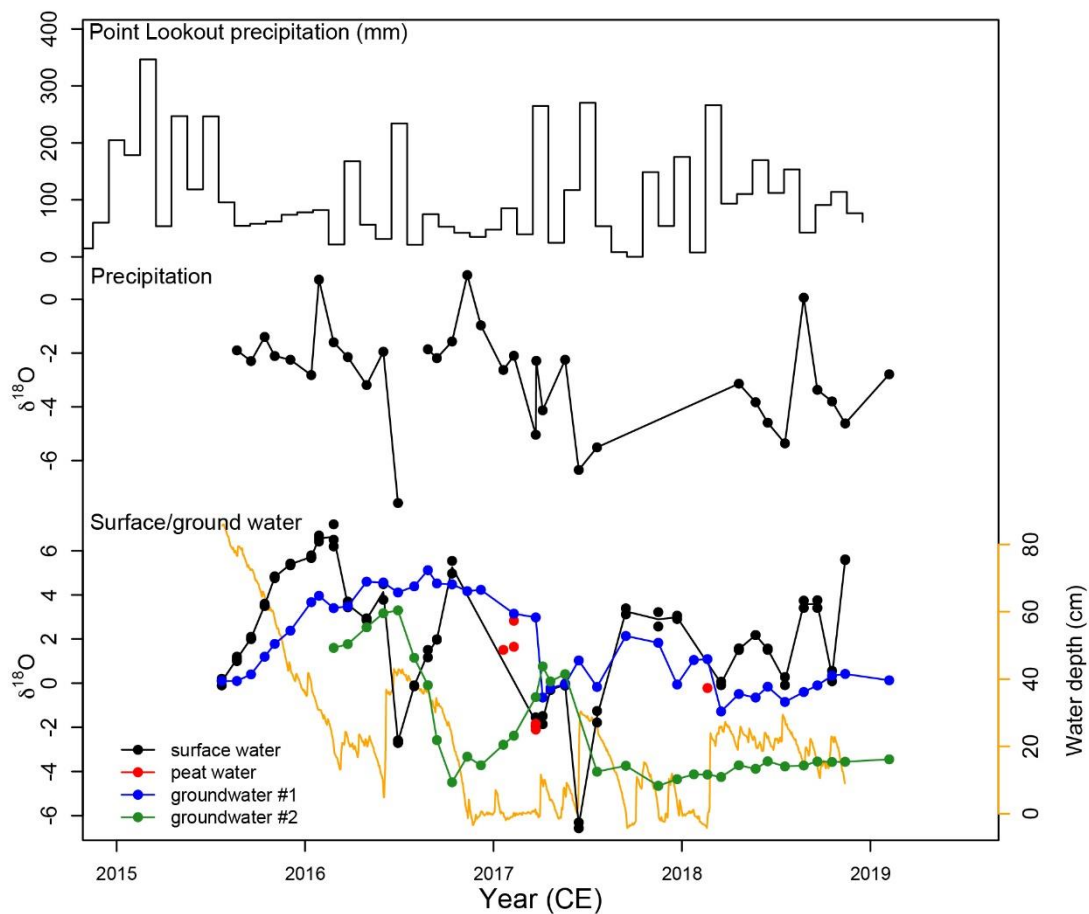 Point Lookout precipitation (mm)
400
300
200
100
0
Precipitation
0
-2
-4
-6
δ18O
Surface/ground water
6
4
2
0
-2
-4
-6
δ18O
80
60
40
20
0
Water depth (cm)
surface water
peat water
groundwater #1
groundwater #2
2015 2016 2017 2018 2019
Year (CE)